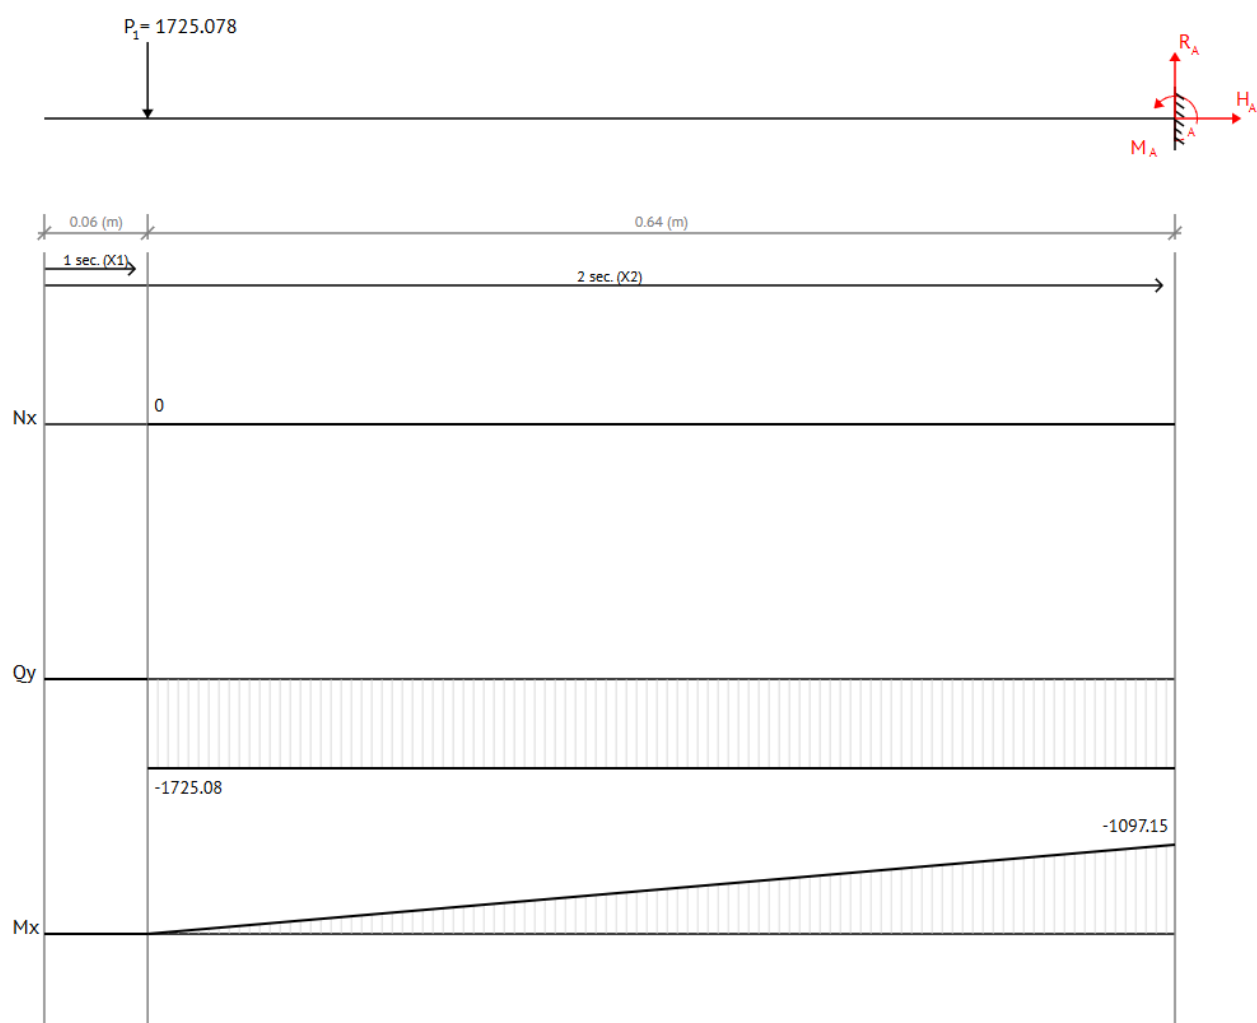 P1= 1725.078
RA
HA
A
MA
0.06 (m)
0.64 (m)
1 sec. (X1)
2 sec. (X2)
0
Nx
Qy
-1725.08
-1097.15
Mx